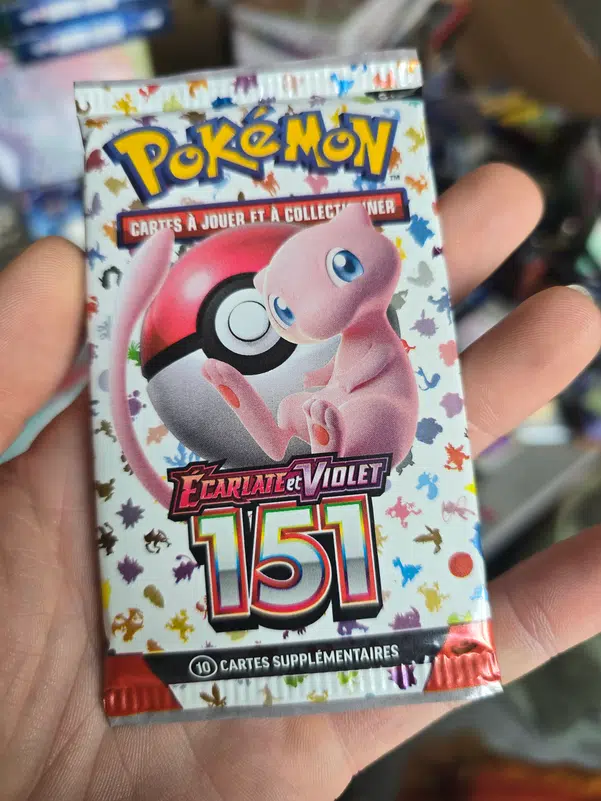 POKÉMON
CARTES À JOUER ET À COLLECTIONNER
ÉCARLATE et VIOLET
151
10 CARTES SUPPLÉMENTAIRES